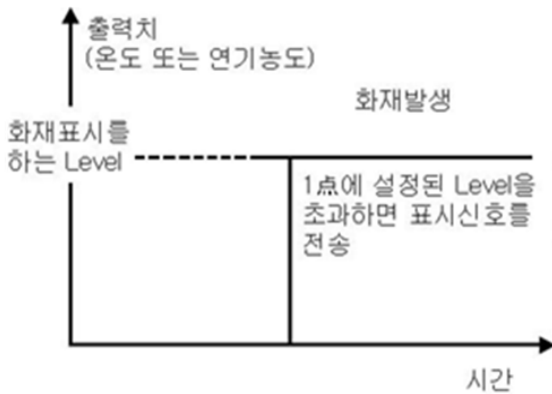 출력치
(온도 또는 연기농도)
화재발생
화재표시를
하는 Level
1点에 설정된 Level을
초과하면 표시신호를
전송
시간